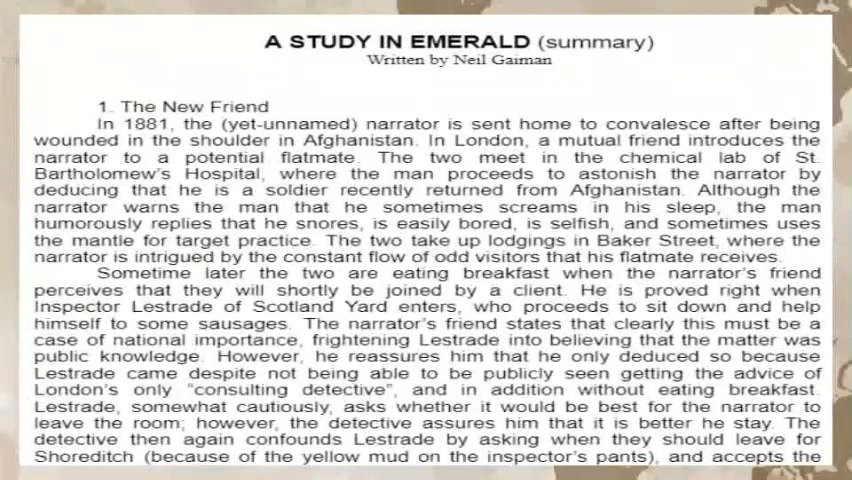 A STUDY IN EMERALD (summary)
Written by Neil Gaiman
1. The New Friend
In 1881, the (yet-unnamed) narrator is sent home to convalesce after being
wounded in the shoulder in Afghanistan. In London, a mutual friend introduces the
narrator to a potential flatmate. The two meet in the chemical lab of St.
Bartholomew's Hospital, where the man proceeds to astonish the narrator by
deducing that he is a soldier recently returned from Afghanistan. Although the
narrator warns the man that he sometimes screams in his sleep, the man
humorously replies that he snores, is easily bored, is selfish, and sometimes uses
the mantle for target practice. The two take up lodgings in Baker Street, where the
narrator is intrigued by the constant flow of odd visitors that his flatmate receives.
Sometime later the two are eating breakfast when the narrator's friend
perceives that they will shortly be joined by a client. He is proved right when
Inspector Lestrade of Scotland Yard enters, who proceeds to sit down and help
himself to some sausages. The narrator's friend states that clearly this must be a
case of national importance, frightening Lestrade into believing that the matter was
public knowledge. However, he reassures him that he only deduced so because
Lestrade came despite not being able to be publicly seen getting the advice of
London's only "consulting detective", and in addition without eating breakfast.
Lestrade, somewhat cautiously, asks whether it would be best for the narrator to
leave the room; however, the detective assures him that it is better he stay. The
detective then again confounds Lestrade by asking when they should leave for
Shoreditch (because of the yellow mud on the inspector's pants), and accepts the